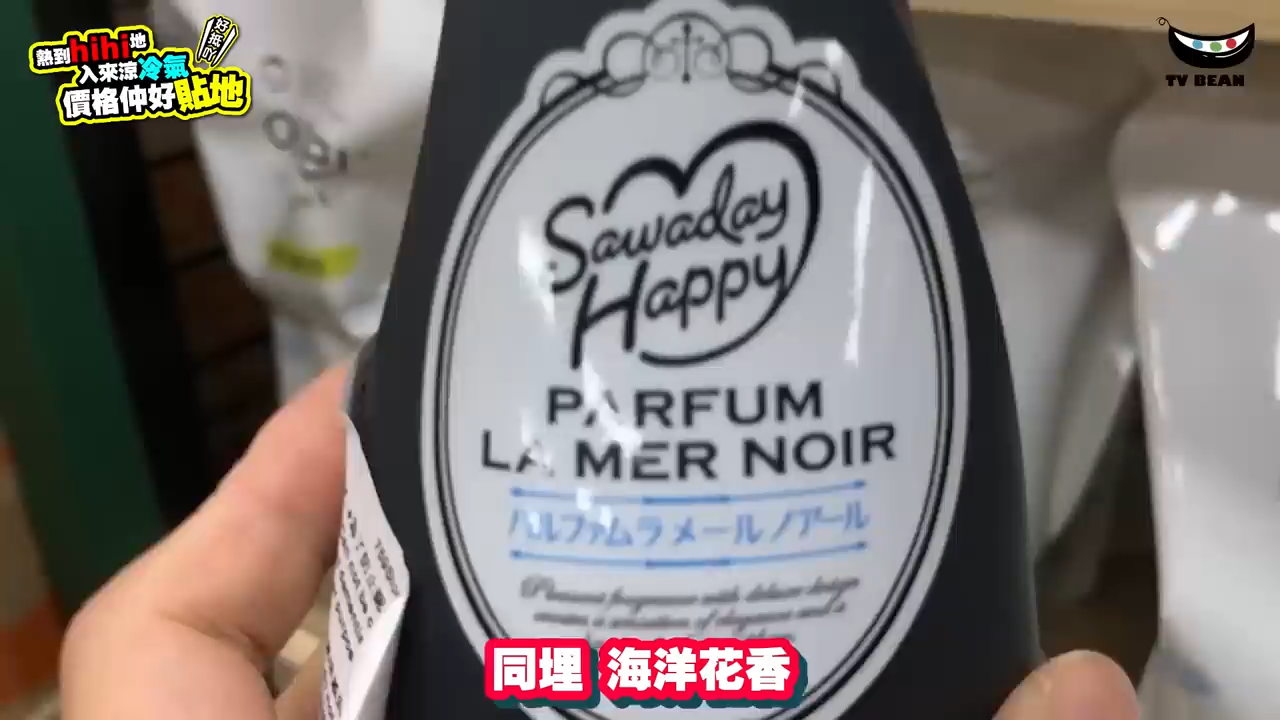 熱到hihi地
入來涼冷氣
價格仲好貼地
好抵吖
TV BEAN
Sawaday
Happy
PARFUM
LA MER NOIR
パルファムラメールノアール
同埋 海洋花香